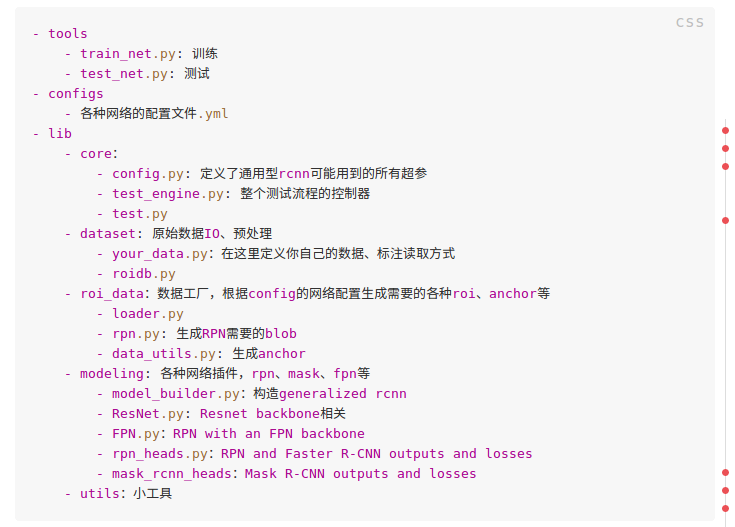 CSS
- tools
    - train_net.py: 训练
    - test_net.py: 测试
- configs
    - 各种网络的配置文件.yml
- lib
    - core：
        - config.py: 定义了通用型rcnn可能用到的所有超参
        - test_engine.py: 整个测试流程的控制器
        - test.py
    - dataset: 原始数据IO、预处理
        - your_data.py：在这里定义你自己的数据、标注读取方式
        - roidb.py
    - roi_data：数据工厂，根据config的网络配置生成需要的各种roi、anchor等
        - loader.py
        - rpn.py: 生成RPN需要的blob
        - data_utils.py: 生成anchor
    - modeling: 各种网络插件，rpn、mask、fpn等
        - model_builder.py：构造generalized rcnn
        - ResNet.py: Resnet backbone相关
        - FPN.py：RPN with an FPN backbone
        - rpn_heads.py：RPN and Faster R-CNN outputs and losses
        - mask_rcnn_heads：Mask R-CNN outputs and losses
    - utils：小工具